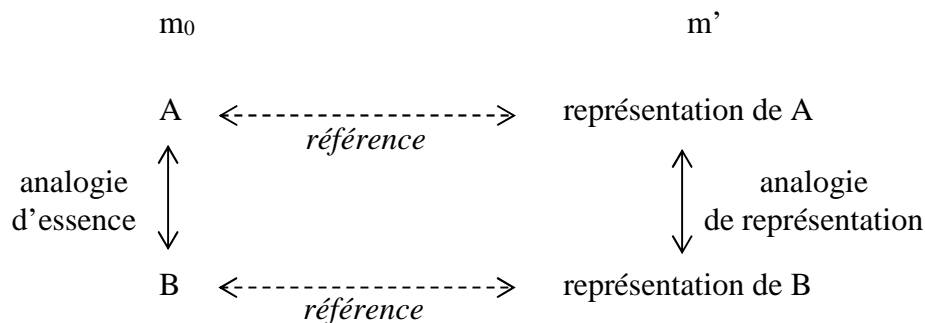 m₀ m’
A représentation de A
référence
analogie analogie
d’essence de représentation
B représentation de B
référence